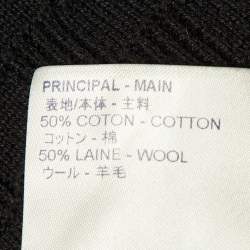 PRINCIPAL - MAIN
表地/本体 - 主料
50% COTON - COTTON
コットン - 棉
50% LAINE - WOOL
ウール - 羊毛